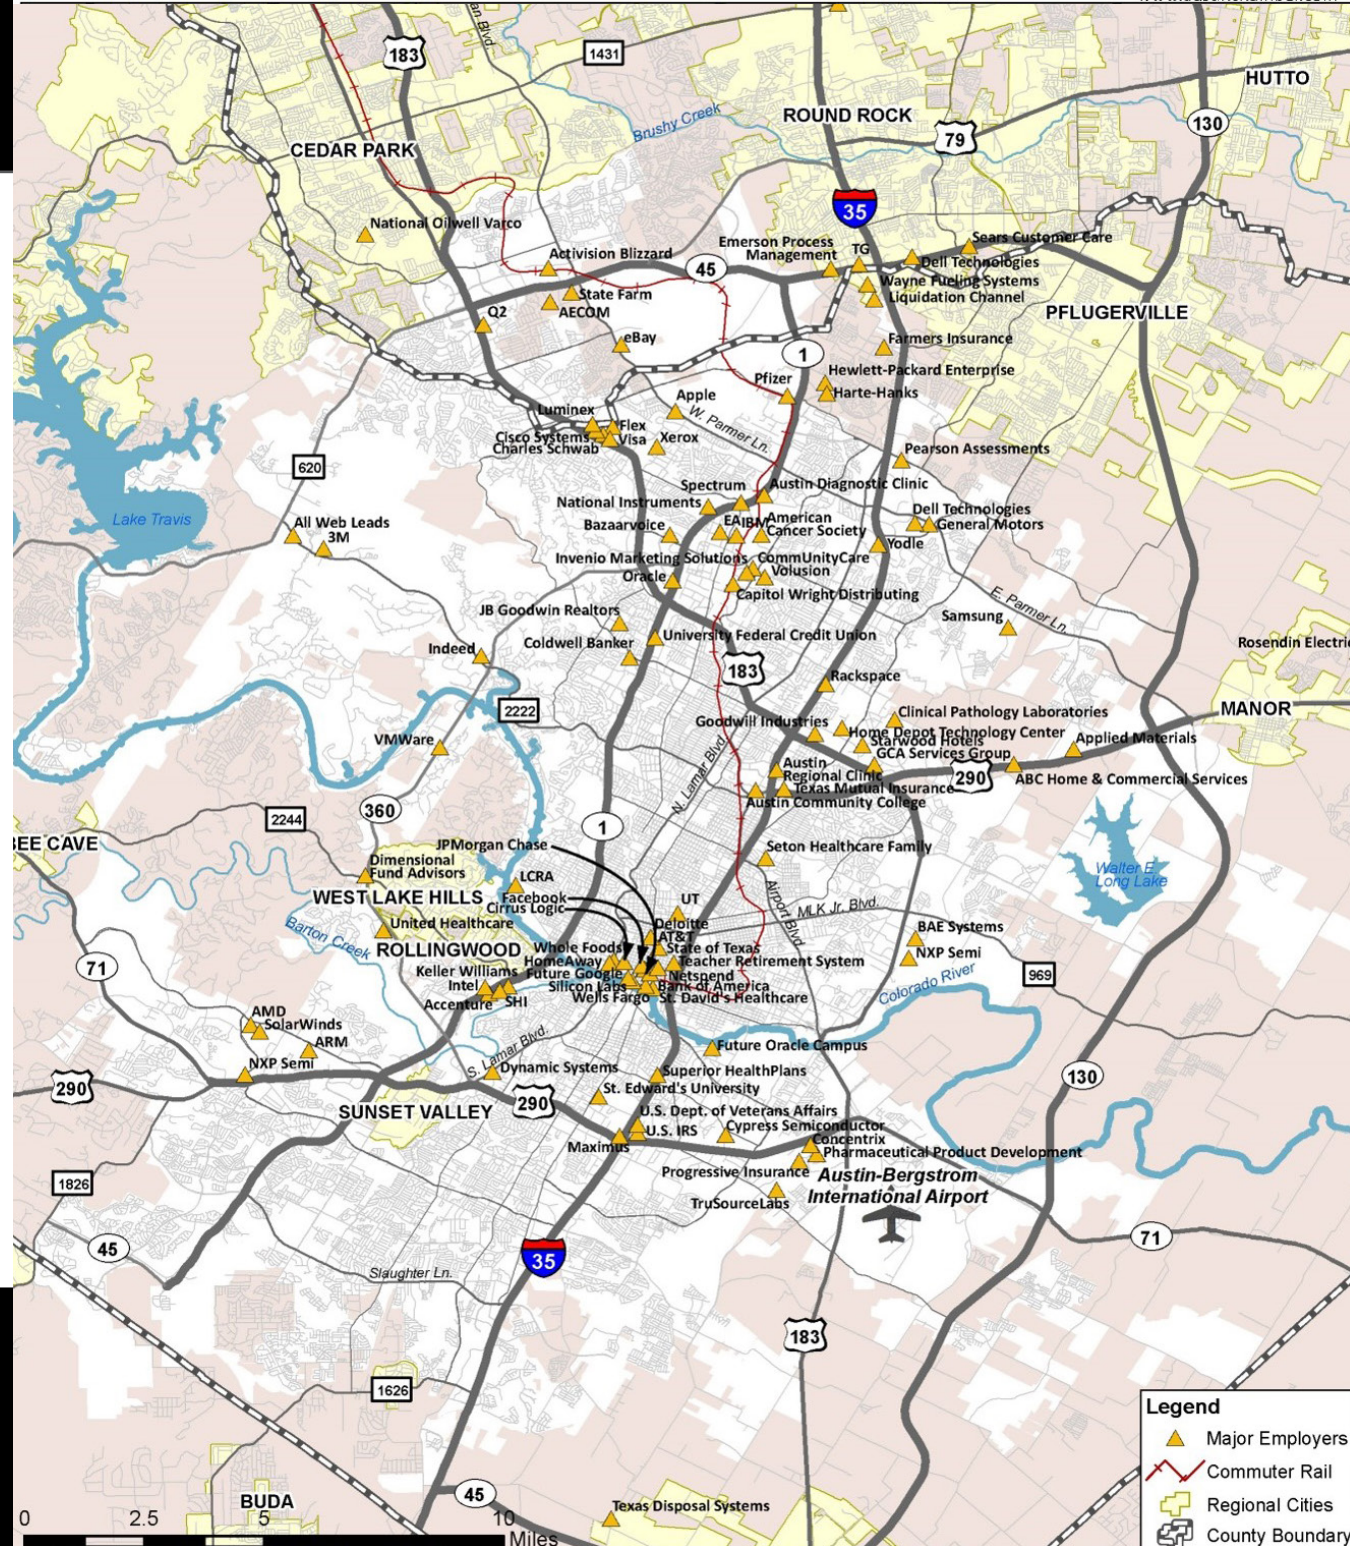 183
1431
HUTTO
Brushy Creek
ROUND ROCK
79
130
CEDAR PARK
35
National Oilwell Varco
Activision Blizzard
Emerson Process
Management
TG
Sears Customer Care
45
Dell Technologies
Wayne Fueling Systems
Liquidation Channel
State Farm
AECOM
Q2
PFLUGERVILLE
eBay
Farmers Insurance
1
Hewlett-Packard Enterprise
Pfizer
Harte-Hanks
Apple
Luminex
W. Parmer Ln.
Flex
Cisco Systems
Visa
Xerox
Charles Schwab
Pearson Assessments
620
Spectrum
Austin Diagnostic Clinic
National Instruments
Lake Travis
All Web Leads
3M
Bazaarvoice
EA
IBM
American
Cancer Society
Dell Technologies
General Motors
Yodle
Invenio Marketing Solutions
CommUnityCare
Volusion
Oracle
Capitol Wright Distributing
E. Parmer Ln.
JB Goodwin Realtors
Samsung
Coldwell Banker
University Federal Credit Union
Indeed
183
Rosendin Electric
Rackspace
2222
MANOR
Goodwill Industries
Clinical Pathology Laboratories
Home Depot Technology Center
Starwood Hotels
Applied Materials
VMWare
GCA Services Group
N. Lamar Blvd.
Austin
Regional Clinic
290
ABC Home & Commercial Services
Texas Mutual Insurance
Austin Community College
360
2244
1
BEE CAVE
JPMorgan Chase
Seton Healthcare Family
Dimensional
Fund Advisors
Walter E.
Long Lake
LCRA
WEST LAKE HILLS
Facebook
Cirrus Logic
UT
Airport Blvd.
MLK Jr. Blvd.
Barton Creek
United Healthcare
Deloitte
AT&T
BAE Systems
ROLLINGWOOD
Whole Foods
State of Texas
HomeAway
Teacher Retirement System
NXP Semi
71
Keller Williams
Future Google
Netspend
Colorado River
969
Intel
Silicon Labs
Bank of America
Accenture
SHI
Wells Fargo
St. David's Healthcare
AMD
SolarWinds
ARM
S. Lamar Blvd.
Future Oracle Campus
NXP Semi
Dynamic Systems
Superior HealthPlans
130
290
St. Edward's University
SUNSET VALLEY
290
U.S. Dept. of Veterans Affairs
Cypress Semiconductor
U.S. IRS
Maximus
Concentrix
Pharmaceutical Product Development
Progressive Insurance
Austin-Bergstrom
International Airport
1826
TruSourceLabs
45
71
35
Slaughter Ln.
183
1626
Legend
Major Employers
Commuter Rail
Regional Cities
County Boundary
45
BUDA
Texas Disposal Systems
0 2.5 5 10
Miles